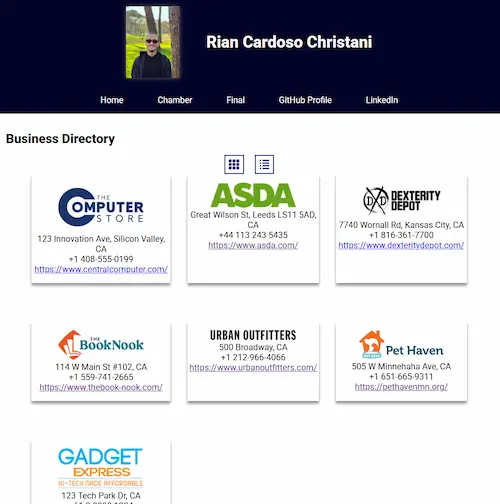 Rian Cardoso Christani
Home Chamber Final GitHub Profile LinkedIn
Business Directory
THE
COMPUTER
STORE
123 Innovation Ave, Silicon Valley,
CA
+1 408-555-0199
https://www.centralcomputer.com/
ASDA
Great Wilson St, Leeds LS11 5AD,
CA
+44 113 243 5435
https://www.asda.com/
DXD
DEXTERITY
DEPOT
7740 Wornall Rd, Kansas City, CA
+1 816-361-7700
https://www.dexteritydepot.com/
THE
BookNook
114 W Main St #102, CA
+1 559-741-2665
https://www.thebook-nook.com/
URBAN OUTFITTERS
500 Broadway, CA
+1 212-966-4066
https://www.urbanoutfitters.com/
Pet Haven
505 W Minnehaha Ave, CA
+1 651-665-9311
https://pethavenmn.org/
GADGET
EXPRESS
HI-TECH MADE AFFORDABLE
123 Tech Park Dr, CA